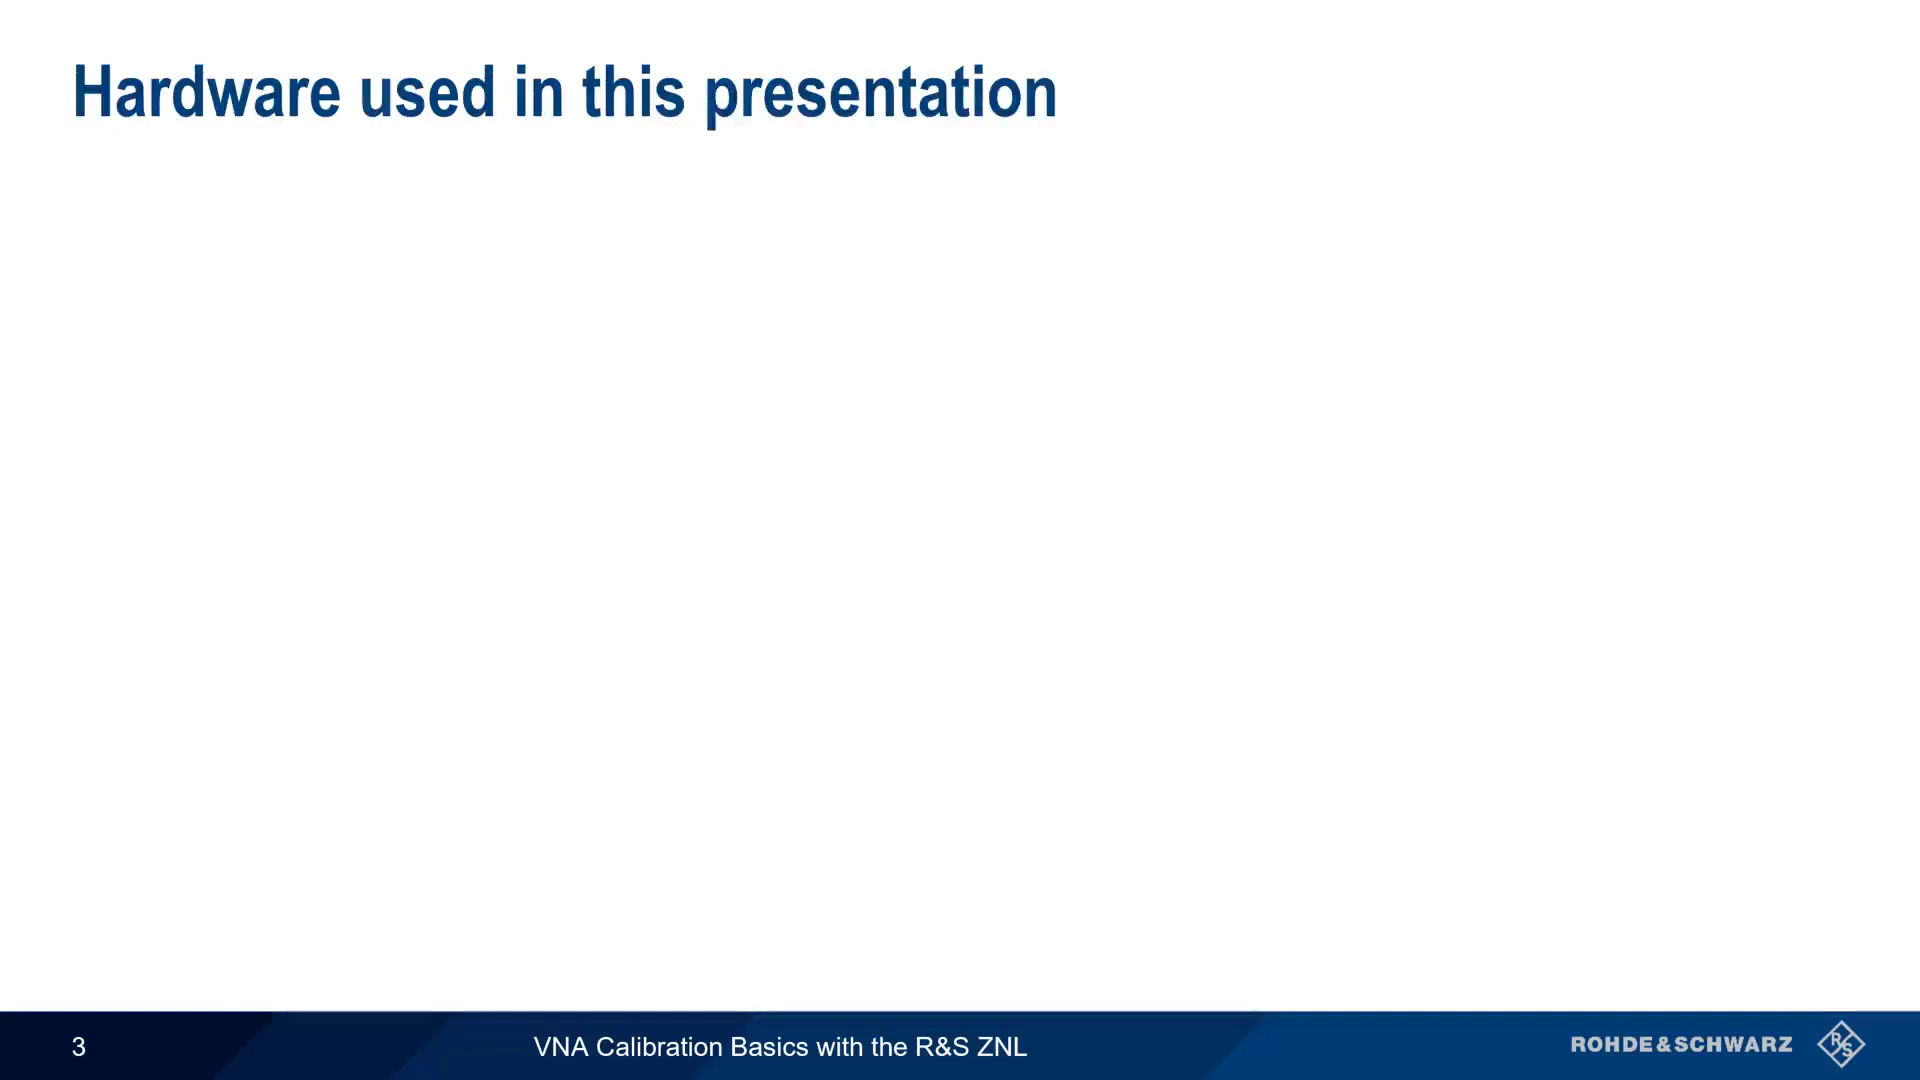 Hardware used in this presentation
3
VNA Calibration Basics with the R&S ZNL
ROHDE&SCHWARZ
R
S